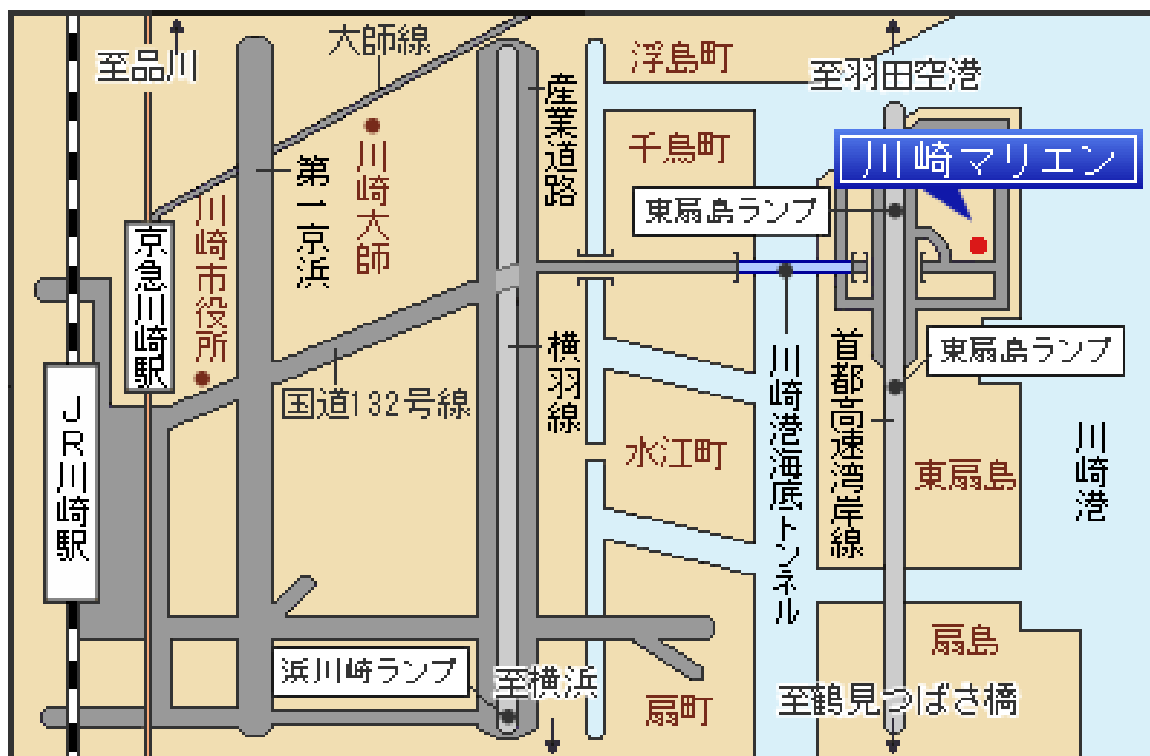 大師線
至品川
浮島町
至羽田空港
産業道路
千鳥町
川崎マリエン
第一京浜
川崎大師
東扇島ランプ
川崎市役所
京急川崎駅
国道132号線
横羽線
川崎港海底トンネル
首都高速湾岸線
東扇島ランプ
JR川崎駅
水江町
東扇島
川崎港
浜川崎ランプ
至横浜
扇町
扇島
至鶴見つばさ橋